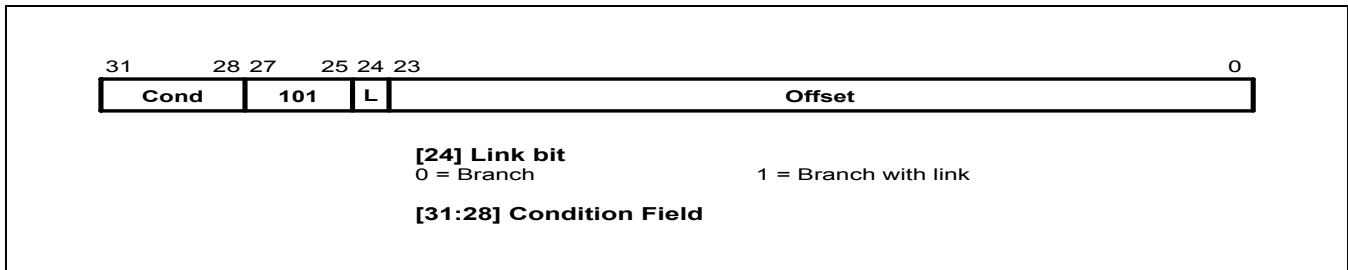 31 28 27 25 24 23 0
Cond 101 L Offset
[24] Link bit
0 = Branch 1 = Branch with link
[31:28] Condition Field